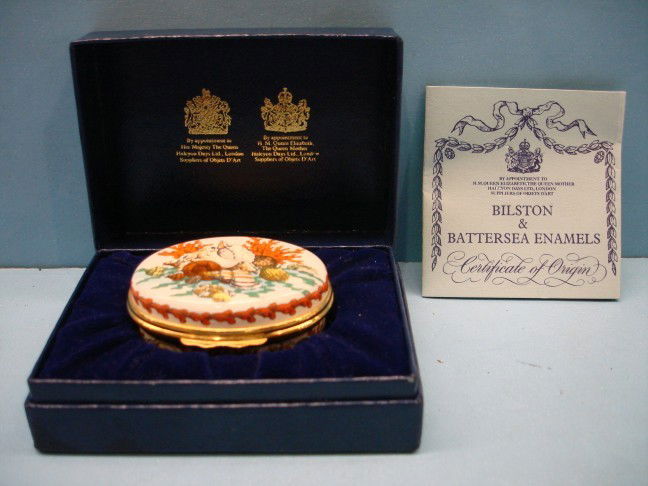 By appointment to
Her Majesty The Queen
Halcyon Days Ltd., London
Suppliers of Objets D'Art
By appointment to
H. M. Queen Elizabeth,
The Queen Mother
Halcyon Days Ltd.,
Suppliers of Objets D'Art
BY APPOINTMENT TO
H.M.QUEEN ELIZABETH THE QUEEN MOTHER
HALCYON DAYS LTD, LONDON
SUPPLIERS OF OBJETS D'ART
BILSTON
&
BATTERSEA ENAMELS
Certificate of Origin